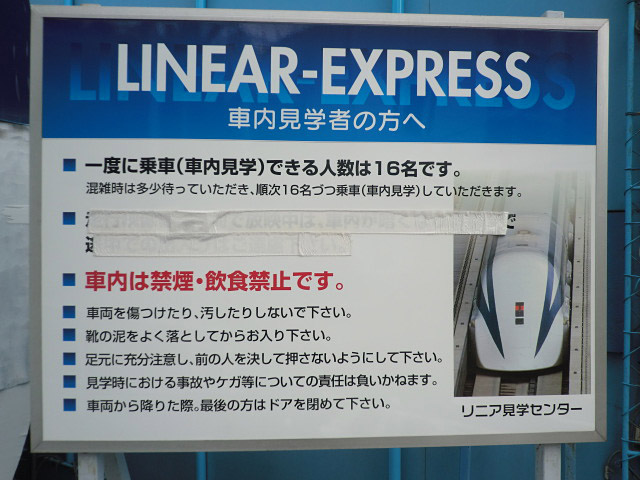 LINEAR-EXPRESS
車内見学者の方へ
■ 一度に乗車(車内見学)できる人数は16名です。
混雑時は多少待っていただき、順次16名づつ乗車(車内見学)していただきます。
で
■ 車内は禁煙・飲食禁止です。
■ 車両を傷つけたり、汚したりしないで下さい。
■ 靴の泥をよく落としてからお入り下さい。
■ 足元に充分注意し、前の人を決して押さないようにして下さい。
■ 見学時における事故やケガ等についての責任は負いかねます。
■ 車両から降りた際。最後の方はドアを閉めて下さい。
リニア見学センター